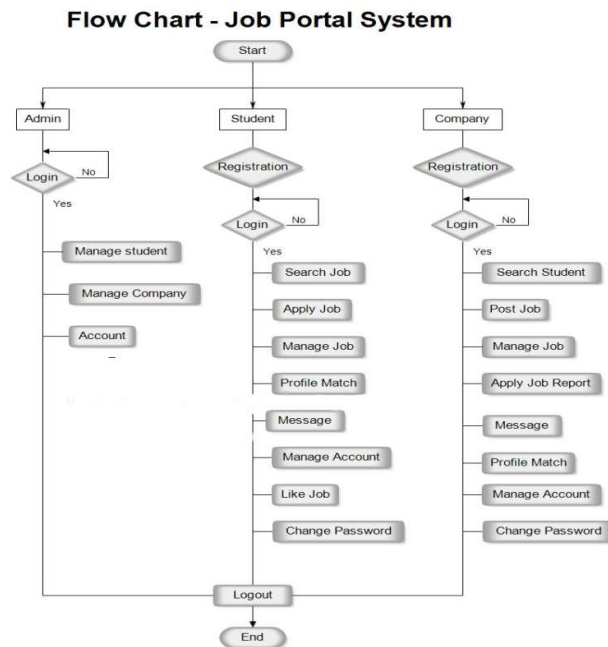 Flow Chart - Job Portal System
Start
Admin
Student
Company
Login
No
Yes
Registration
Login
No
Yes
Registration
Login
No
Yes
Manage student
Manage Company
Account
Search Job
Apply Job
Manage Job
Profile Match
Message
Manage Account
Like Job
Change Password
Search Student
Post Job
Manage Job
Apply Job Report
Message
Profile Match
Manage Account
Change Password
Logout
End